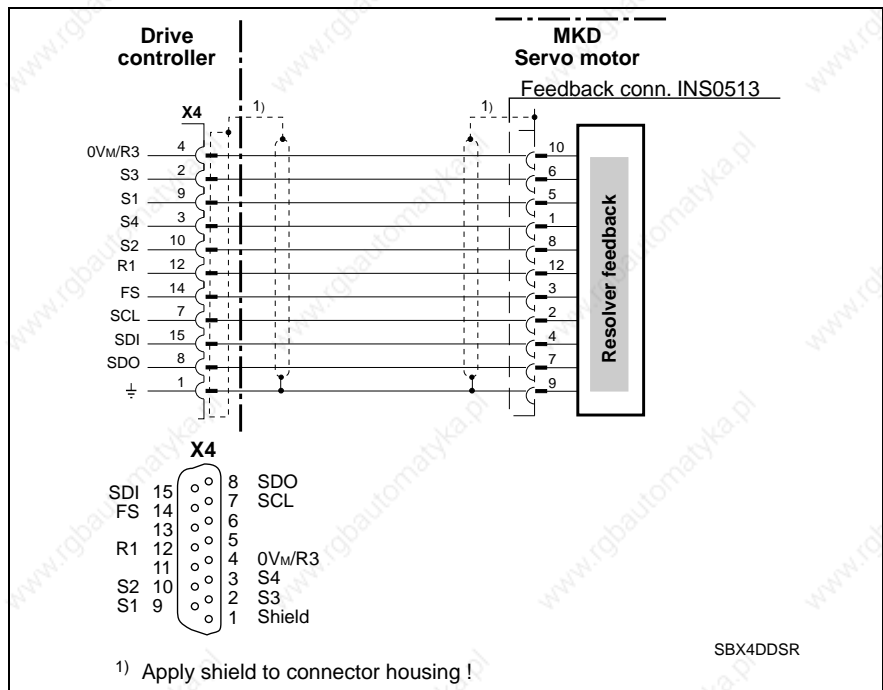 Drive
controller
MKD
Servo motor
Feedback conn. INS0513
X4
1)
1)
0VM/R3 4 10
S3 2 6
S1 9 5
S4 3 1
S2 10 8
R1 12 12
FS 14 3
SCL 7 2
SDI 15 4
SDO 8 7
⏚ 1 9
Resolver feedback
X4
8 SDO
SDI 15
7 SCL
FS 14
6
13
5
R1 12
4 0VM/R3
11
3 S4
S2 10
2 S3
S1 9
1 Shield
SBX4DDSR
1) Apply shield to connector housing !
www.rgbautomatyka.pl